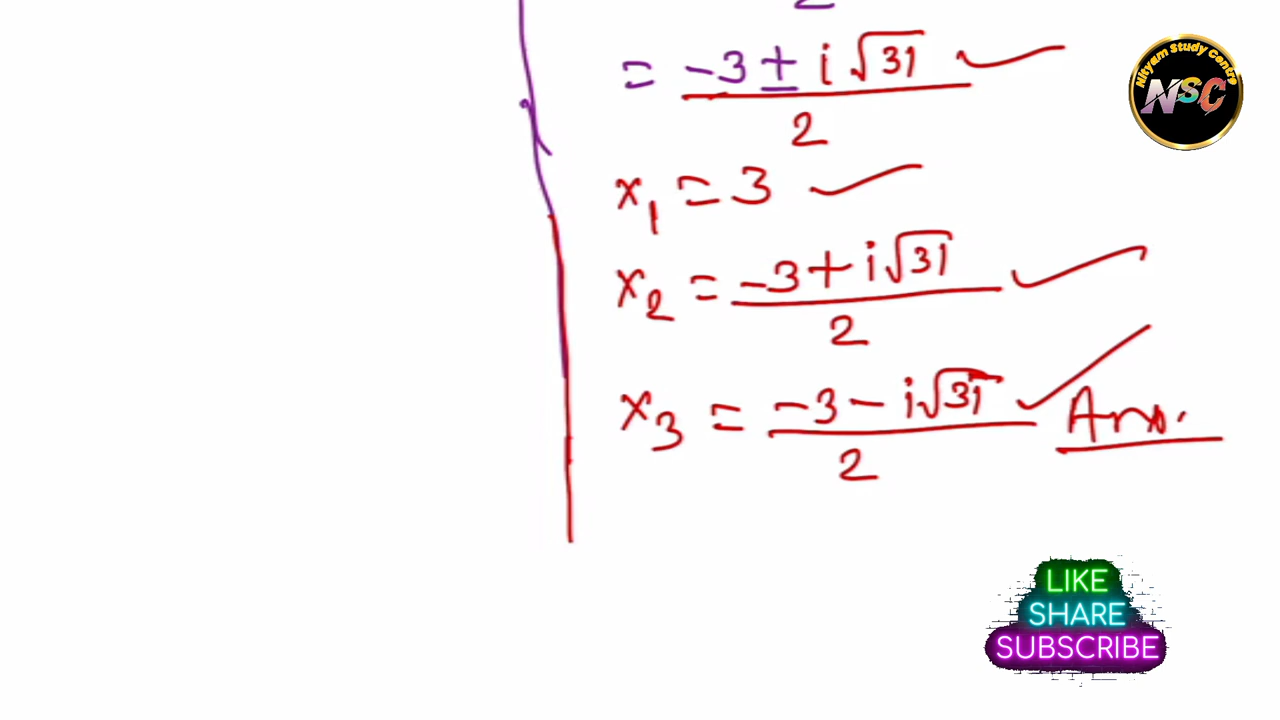 = -3 ± i√31
2
x₁ = 3
x₂ = -3 + i√31
2
x₃ = -3 - i√31
2
Ans.
Nityam Study Centre
NSC
LIKE
SHARE
SUBSCRIBE